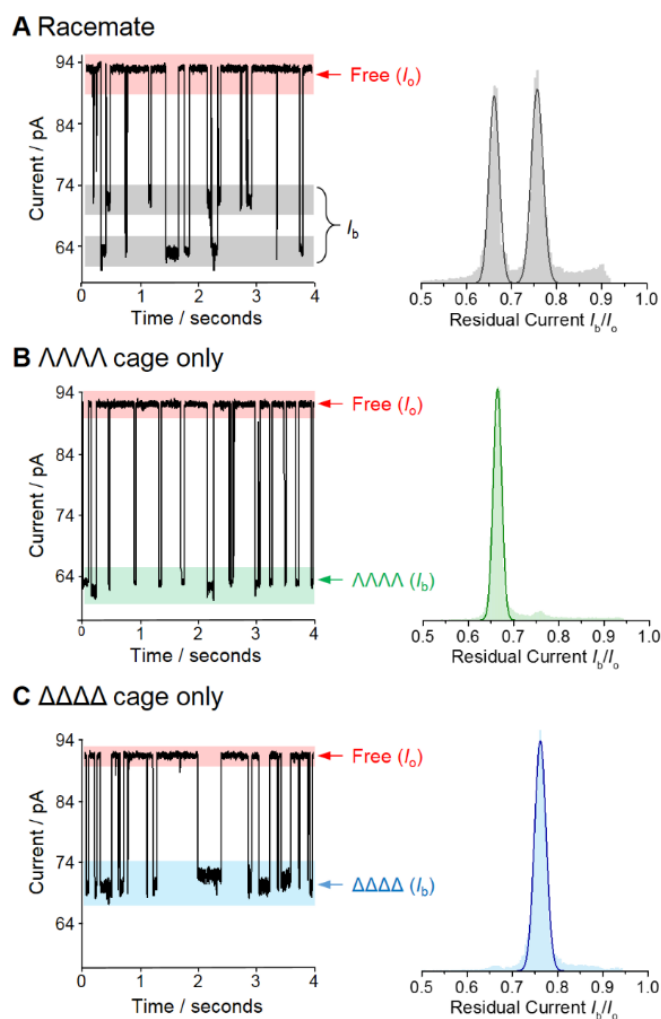 A Racemate
94
84
74
64
Current / pA
0 1 2 3 4
Time / seconds
Free (Io)
Ib
0.5 0.6 0.7 0.8 0.9 1.0
Residual Current Ib/Io
B ΛΛΛΛ cage only
94
84
74
64
Current / pA
0 1 2 3 4
Time / seconds
Free (Io)
ΛΛΛΛ (Ib)
0.5 0.6 0.7 0.8 0.9 1.0
Residual Current Ib/Io
C ΔΔΔΔ cage only
94
84
74
64
Current / pA
0 1 2 3 4
Time / seconds
Free (Io)
ΔΔΔΔ (Ib)
0.5 0.6 0.7 0.8 0.9 1.0
Residual Current Ib/Io